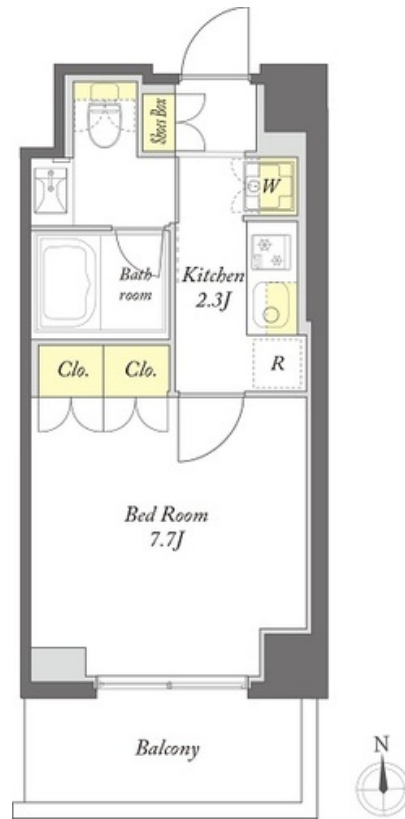 Shoes Box
W
Kitchen
2.3J
Bath
room
R
Clo.
Clo.
Bed Room
7.7J
Balcony
N